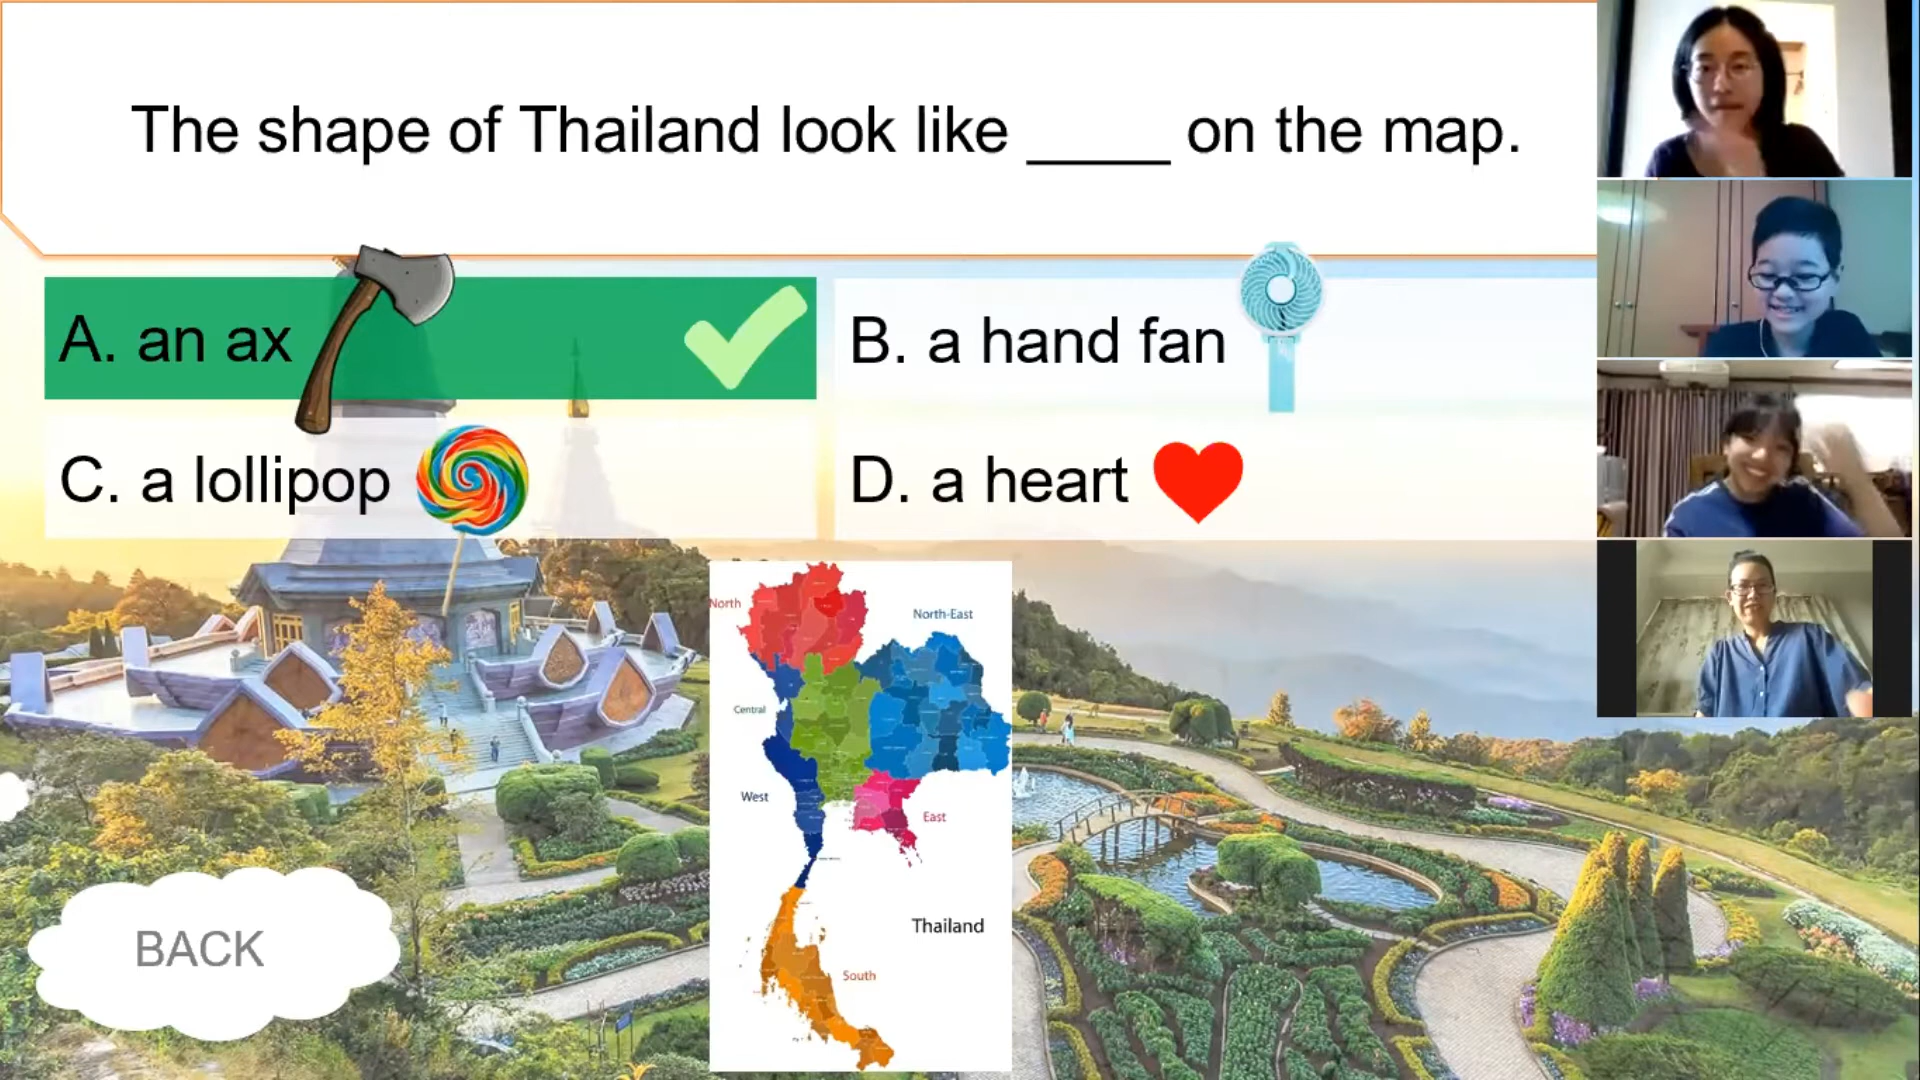 The shape of Thailand look like ____ on the map.
A. an ax
B. a hand fan
C. a lollipop
D. a heart
North
North-East
Central
West
East
Thailand
South
BACK